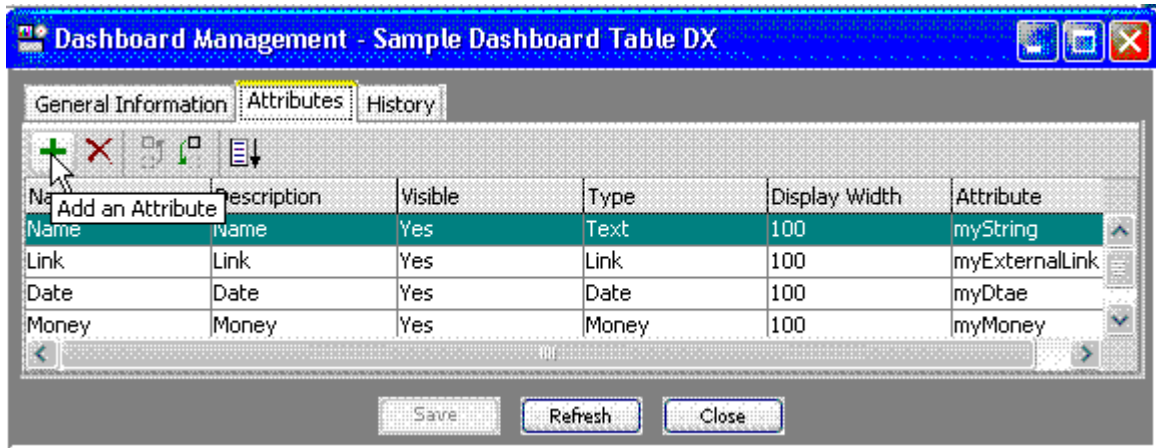 Dashboard Management - Sample Dashboard Table DX
General Information Attributes History
Na Description Visible Type Display Width Attribute
Add an Attribute
Name Name Yes Text 100 myString
Link Link Yes Link 100 myExternalLink
Date Date Yes Date 100 myDtae
Money Money Yes Money 100 myMoney
Save Refresh Close